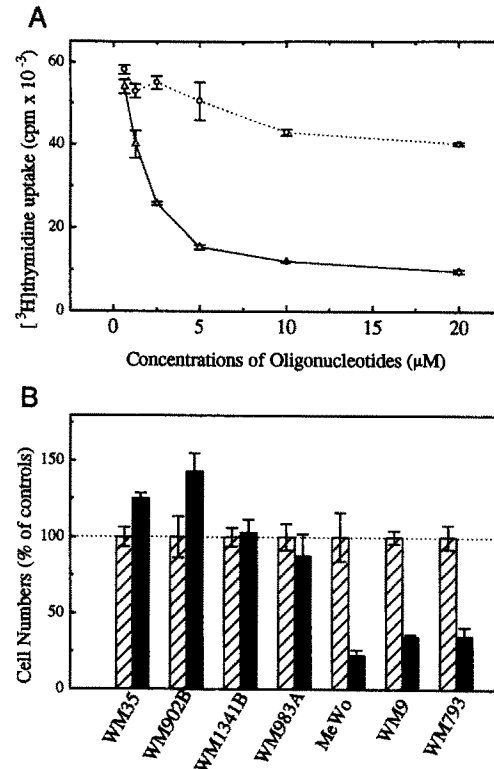 A
[³H]thymidine uptake (cpm x 10⁻³)
60
40
20
0
0
5
10
15
20
Concentrations of Oligonucleotides (µM)
B
Cell Numbers (% of controls)
150
100
50
0
WM35
WM902B
WM1341B
WM983A
MeWo
WM9
WM793